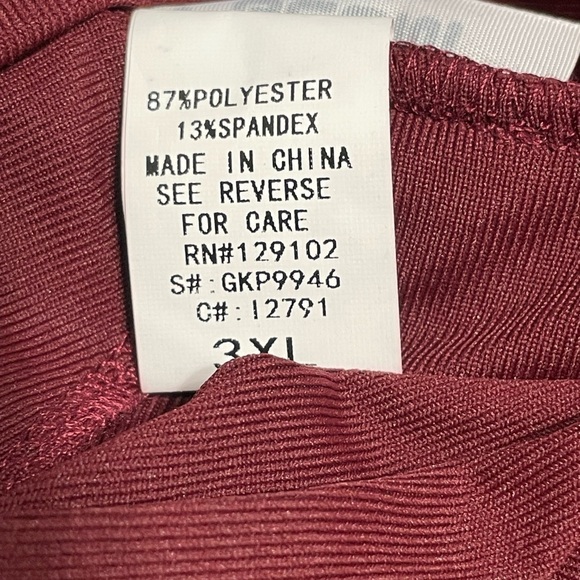 87%POLYESTER
13%SPANDEX
MADE IN CHINA
SEE REVERSE
FOR CARE
RN#129102
S#:GKP9946
C#:12791
3XL